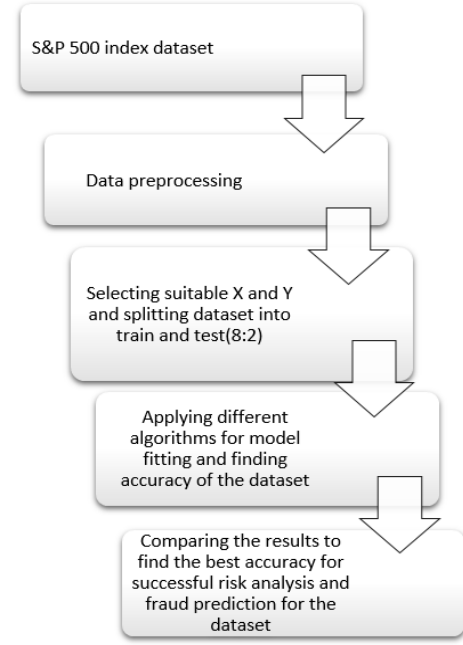 S&P 500 index dataset
Data preprocessing
Selecting suitable X and Y
and splitting dataset into
train and test(8:2)
Applying different
algorithms for model
fitting and finding
accuracy of the dataset
Comparing the results to
find the best accuracy for
successful risk analysis and
fraud prediction for the
dataset